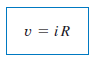 υ = iR